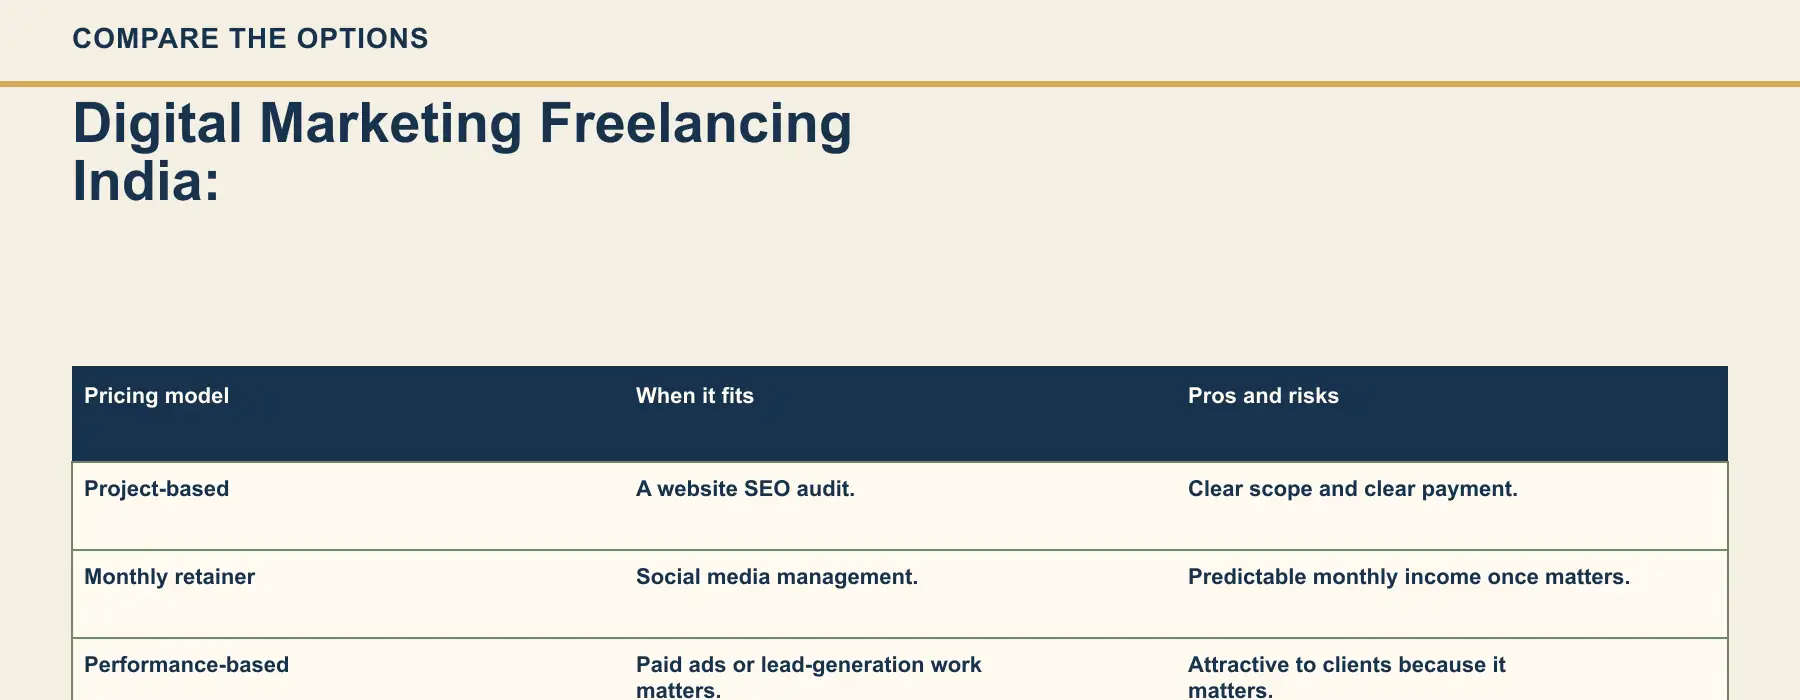 COMPARE THE OPTIONS
Digital Marketing Freelancing
India:
Pricing model
When it fits
Pros and risks
Project-based
A website SEO audit.
Clear scope and clear payment.
Monthly retainer
Social media management.
Predictable monthly income once matters.
Performance-based
Paid ads or lead-generation work
matters.
Attractive to clients because it
matters.